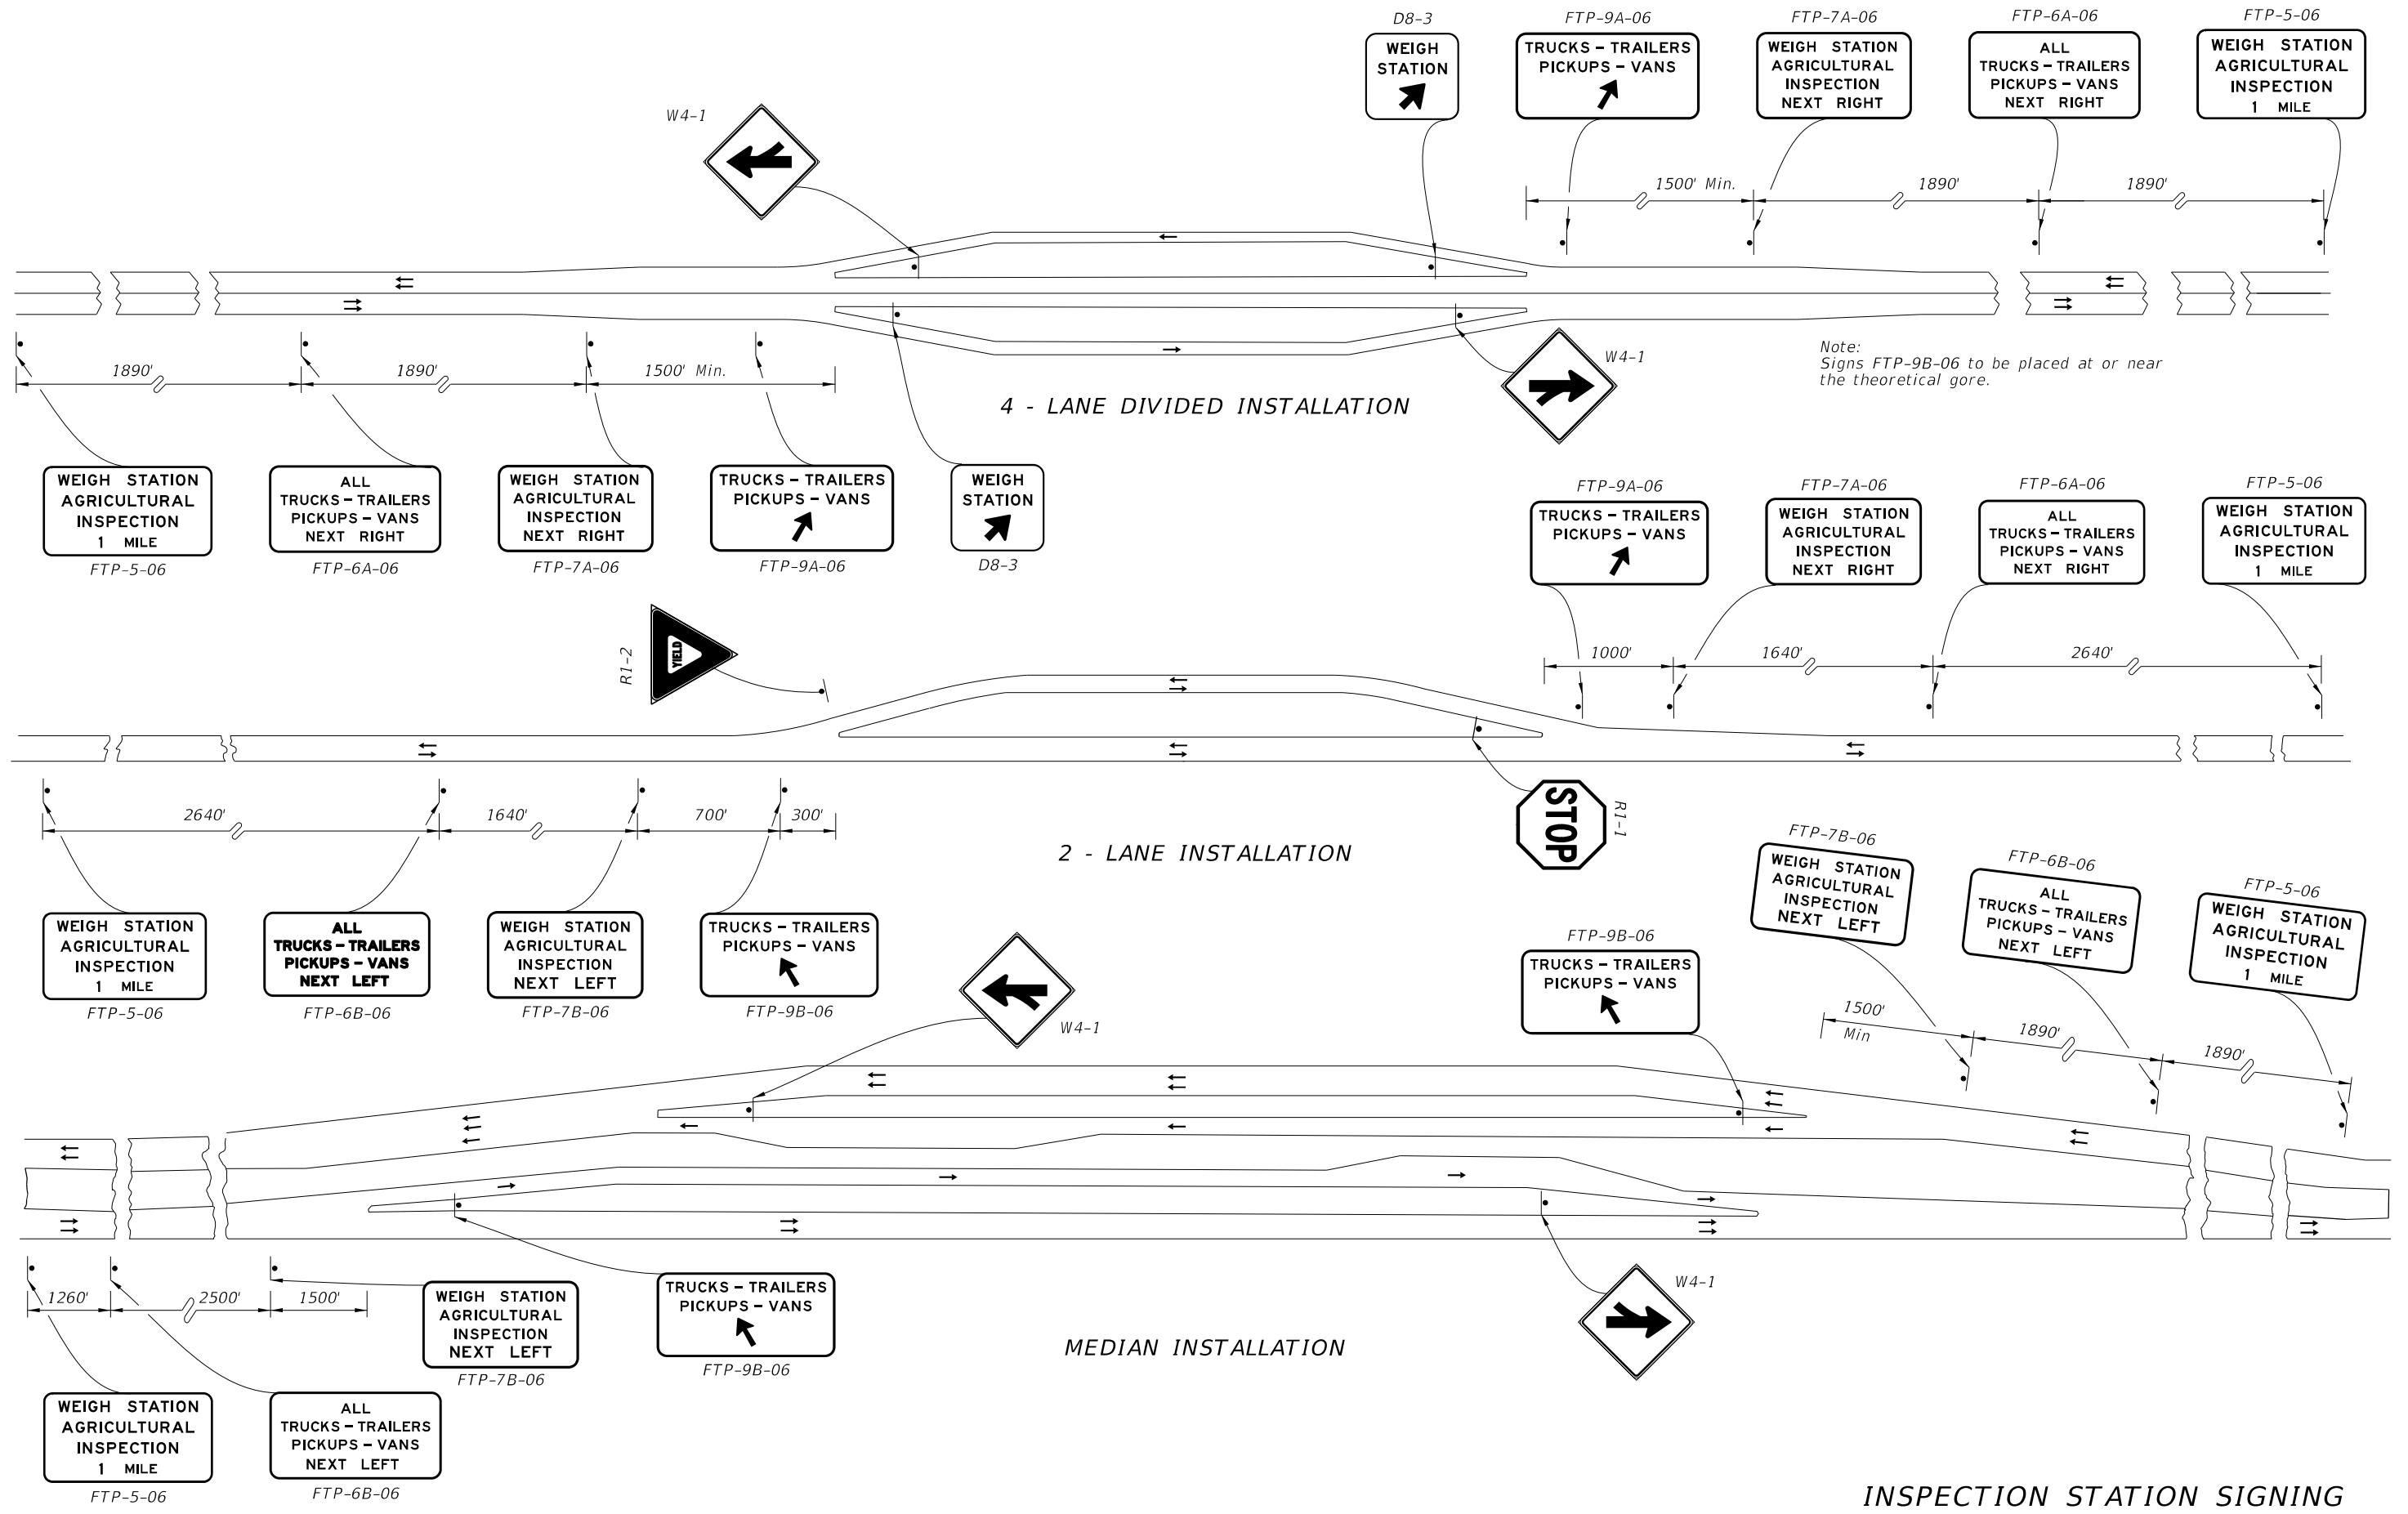 D8-3
WEIGH
STATION
FTP-9A-06
TRUCKS - TRAILERS
PICKUPS - VANS
FTP-7A-06
WEIGH STATION
AGRICULTURAL
INSPECTION
NEXT RIGHT
FTP-6A-06
ALL
TRUCKS - TRAILERS
PICKUPS - VANS
NEXT RIGHT
FTP-5-06
WEIGH STATION
AGRICULTURAL
INSPECTION
1 MILE
W4-1
1500' Min.
1890'
1890'
1890'
1890'
1500' Min.
W4-1
Note:
Signs FTP-9B-06 to be placed at or near
the theoretical gore.
4 - LANE DIVIDED INSTALLATION
WEIGH STATION
AGRICULTURAL
INSPECTION
1 MILE
FTP-5-06
ALL
TRUCKS - TRAILERS
PICKUPS - VANS
NEXT RIGHT
FTP-6A-06
WEIGH STATION
AGRICULTURAL
INSPECTION
NEXT RIGHT
FTP-7A-06
TRUCKS - TRAILERS
PICKUPS - VANS
FTP-9A-06
WEIGH
STATION
D8-3
FTP-9A-06
TRUCKS - TRAILERS
PICKUPS - VANS
FTP-7A-06
WEIGH STATION
AGRICULTURAL
INSPECTION
NEXT RIGHT
FTP-6A-06
ALL
TRUCKS - TRAILERS
PICKUPS - VANS
NEXT RIGHT
FTP-5-06
WEIGH STATION
AGRICULTURAL
INSPECTION
1 MILE
R1-2
YIELD
1000'
1640'
2640'
2640'
1640'
700'
300'
STOP
R1-1
2 - LANE INSTALLATION
WEIGH STATION
AGRICULTURAL
INSPECTION
1 MILE
FTP-5-06
ALL
TRUCKS - TRAILERS
PICKUPS - VANS
NEXT LEFT
FTP-6B-06
WEIGH STATION
AGRICULTURAL
INSPECTION
NEXT LEFT
FTP-7B-06
TRUCKS - TRAILERS
PICKUPS - VANS
FTP-9B-06
W4-1
FTP-9B-06
TRUCKS - TRAILERS
PICKUPS - VANS
FTP-7B-06
WEIGH STATION
AGRICULTURAL
INSPECTION
NEXT LEFT
FTP-6B-06
ALL
TRUCKS - TRAILERS
PICKUPS - VANS
NEXT LEFT
FTP-5-06
WEIGH STATION
AGRICULTURAL
INSPECTION
1 MILE
1500'
Min
1890'
1890'
1260'
2500'
1500'
WEIGH STATION
AGRICULTURAL
INSPECTION
NEXT LEFT
FTP-7B-06
TRUCKS - TRAILERS
PICKUPS - VANS
FTP-9B-06
W4-1
MEDIAN INSTALLATION
WEIGH STATION
AGRICULTURAL
INSPECTION
1 MILE
FTP-5-06
ALL
TRUCKS - TRAILERS
PICKUPS - VANS
NEXT LEFT
FTP-6B-06
INSPECTION STATION SIGNING